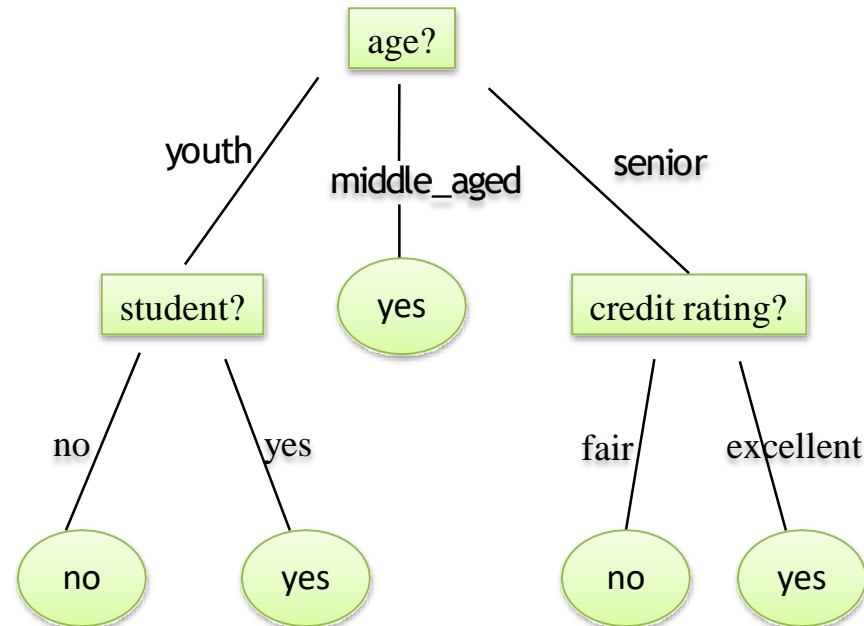 age?
youth
middle_aged
senior
student?
yes
credit rating?
no
yes
fair
excellent
no
yes
no
yes